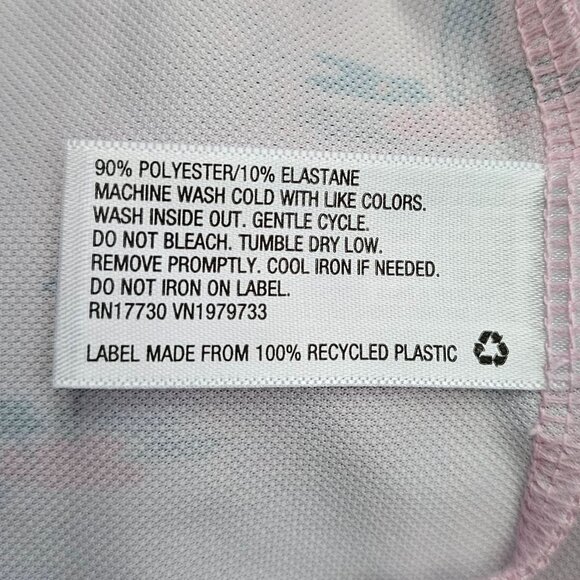 90% POLYESTER/10% ELASTANE
MACHINE WASH COLD WITH LIKE COLORS.
WASH INSIDE OUT. GENTLE CYCLE.
DO NOT BLEACH. TUMBLE DRY LOW.
REMOVE PROMPTLY. COOL IRON IF NEEDED.
DO NOT IRON ON LABEL.
RN17730 VN1979733
LABEL MADE FROM 100% RECYCLED PLASTIC